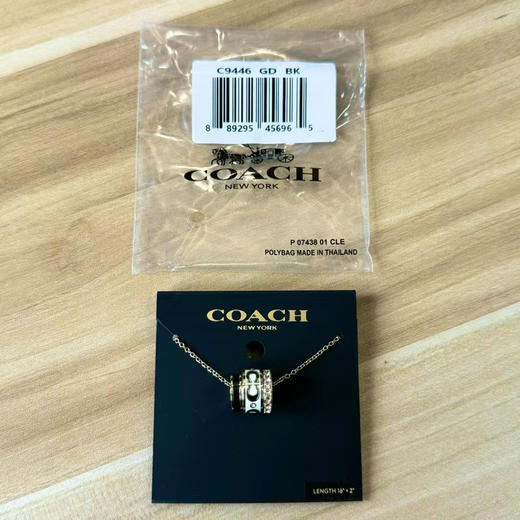 C9446 GD BK
8 89295 45696 5
COACH
NEW YORK
P 07438 01 CLE
POLYBAG MADE IN THAILAND
COACH
NEW YORK
LENGTH 16" + 2"